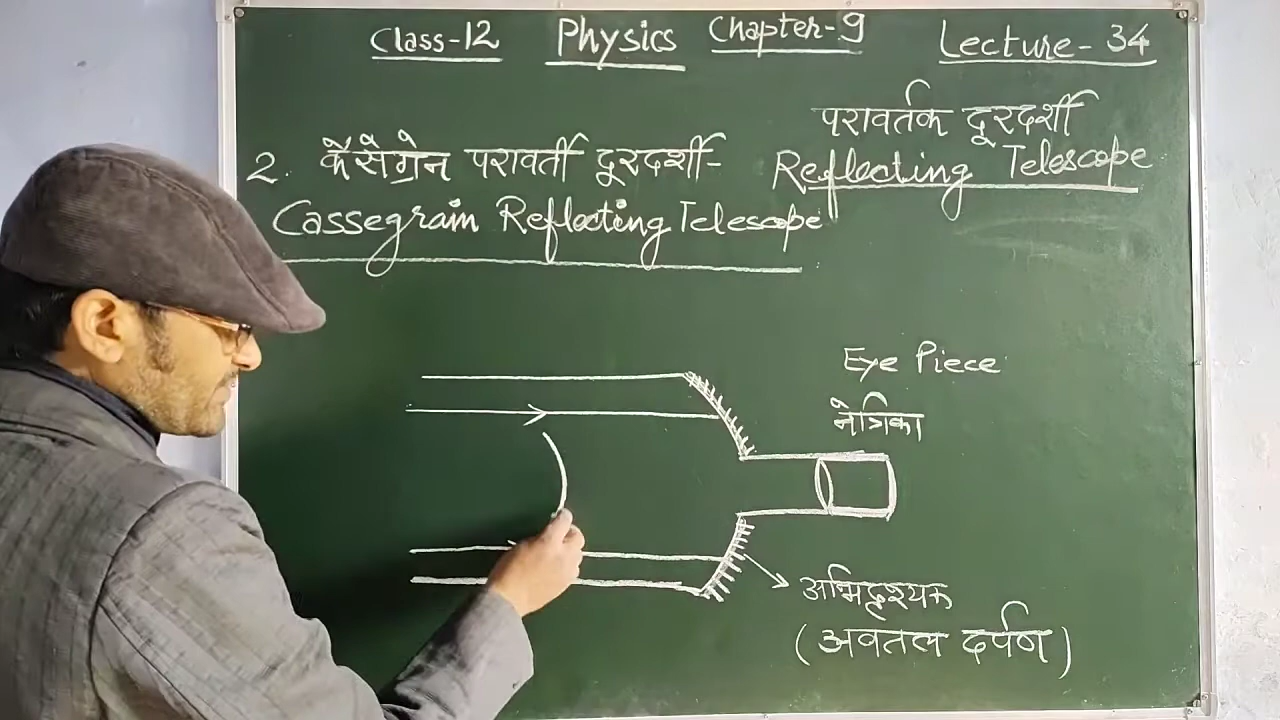 Class-12 Physics Chapter-9 Lecture-34
परावर्तक दूरदर्शी
Reflecting Telescope
2. कैसेग्रेन परावर्ती दूरदर्शी-
Cassegrain Reflecting Telescope
Eye Piece
नेत्रिका
अभिदृश्यक
(अवतल दर्पण)